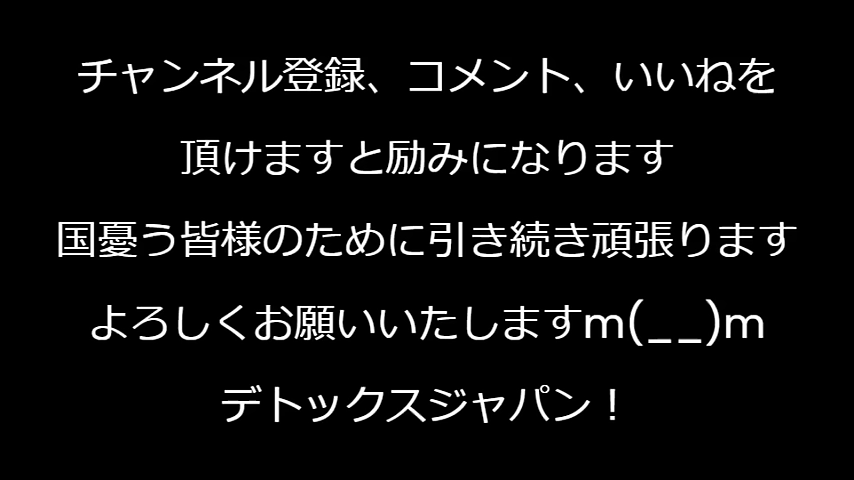 チャンネル登録、コメント、いいねを
頂けますと励みになります
国憂う皆様のために引き続き頑張ります
よろしくお願いいたしますm(__)m
デトックスジャパン！